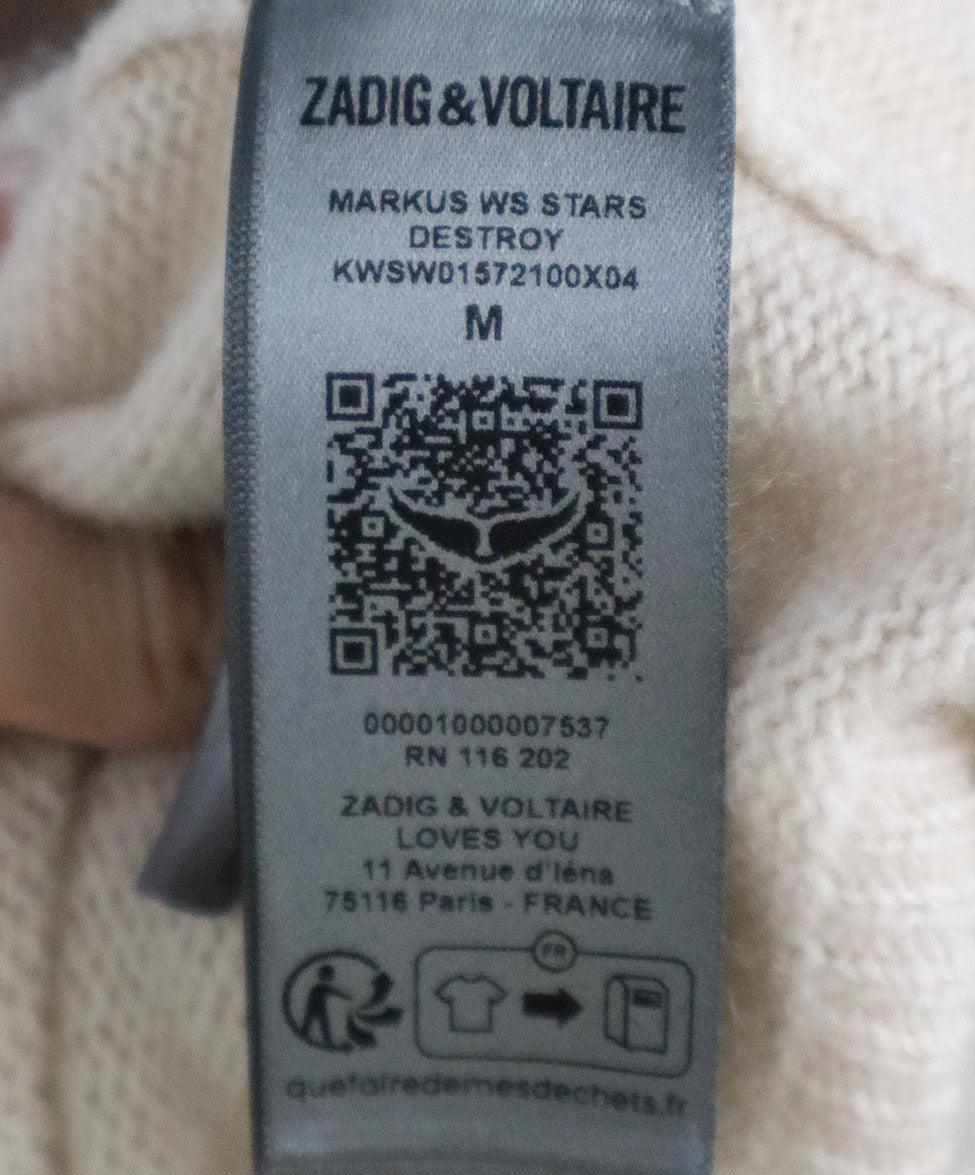 ZADIG&VOLTAIRE
MARKUS WS STARS
DESTROY
KWSW01572100X04
M
00001000007537
RN 116 202
ZADIG & VOLTAIRE
LOVES YOU
11 Avenue d'Iéna
75116 Paris - FRANCE
FR
quefairedemesdechets.fr